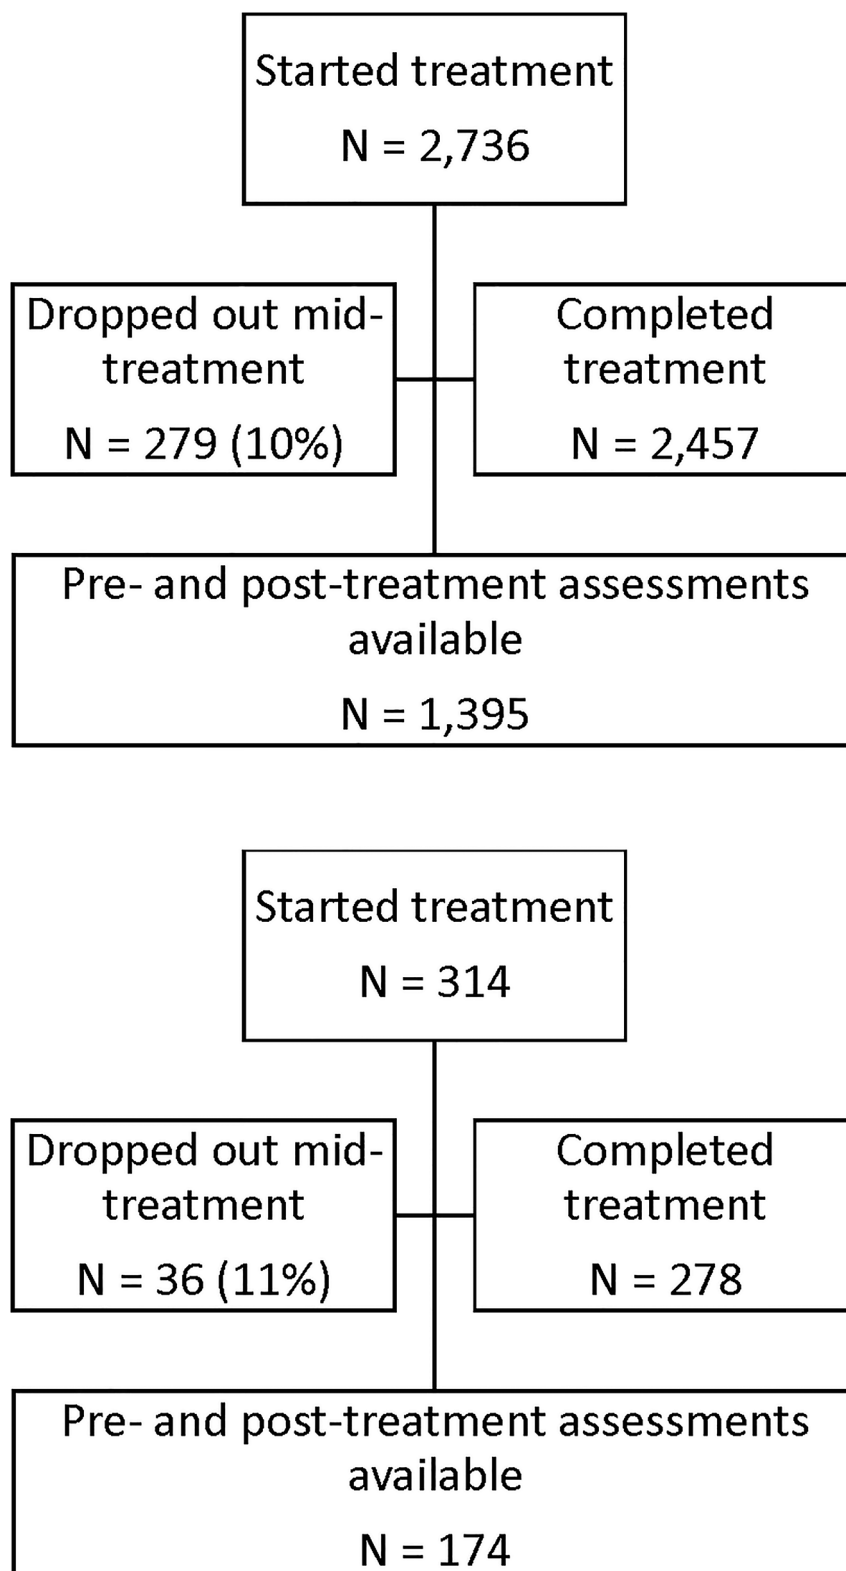 Started treatment
N = 2,736
Dropped out mid-
treatment
N = 279 (10%)
Completed
treatment
N = 2,457
Pre- and post-treatment assessments
available
N = 1,395
Started treatment
N = 314
Dropped out mid-
treatment
N = 36 (11%)
Completed
treatment
N = 278
Pre- and post-treatment assessments
available
N = 174